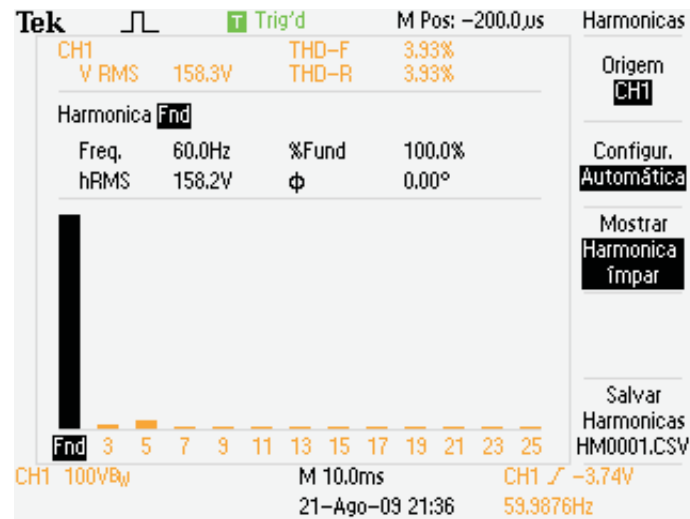 Tek T Trig'd M Pos: -200.0µs Harmonicas
CH1 THD-F 3.93%
V RMS 158.3V THD-R 3.93%
Origem
CH1
Harmonica Fnd
Freq. 60.0Hz %Fund 100.0%
hRMS 158.2V Φ 0.00°
Configur.
Automática
Mostrar
Harmonica
ímpar
Salvar
Harmonicas
HM0001.CSV
Fnd 3 5 7 9 11 13 15 17 19 21 23 25
CH1 100VBW M 10.0ms CH1 -3.74V
21-Ago-09 21:36 59.9876Hz